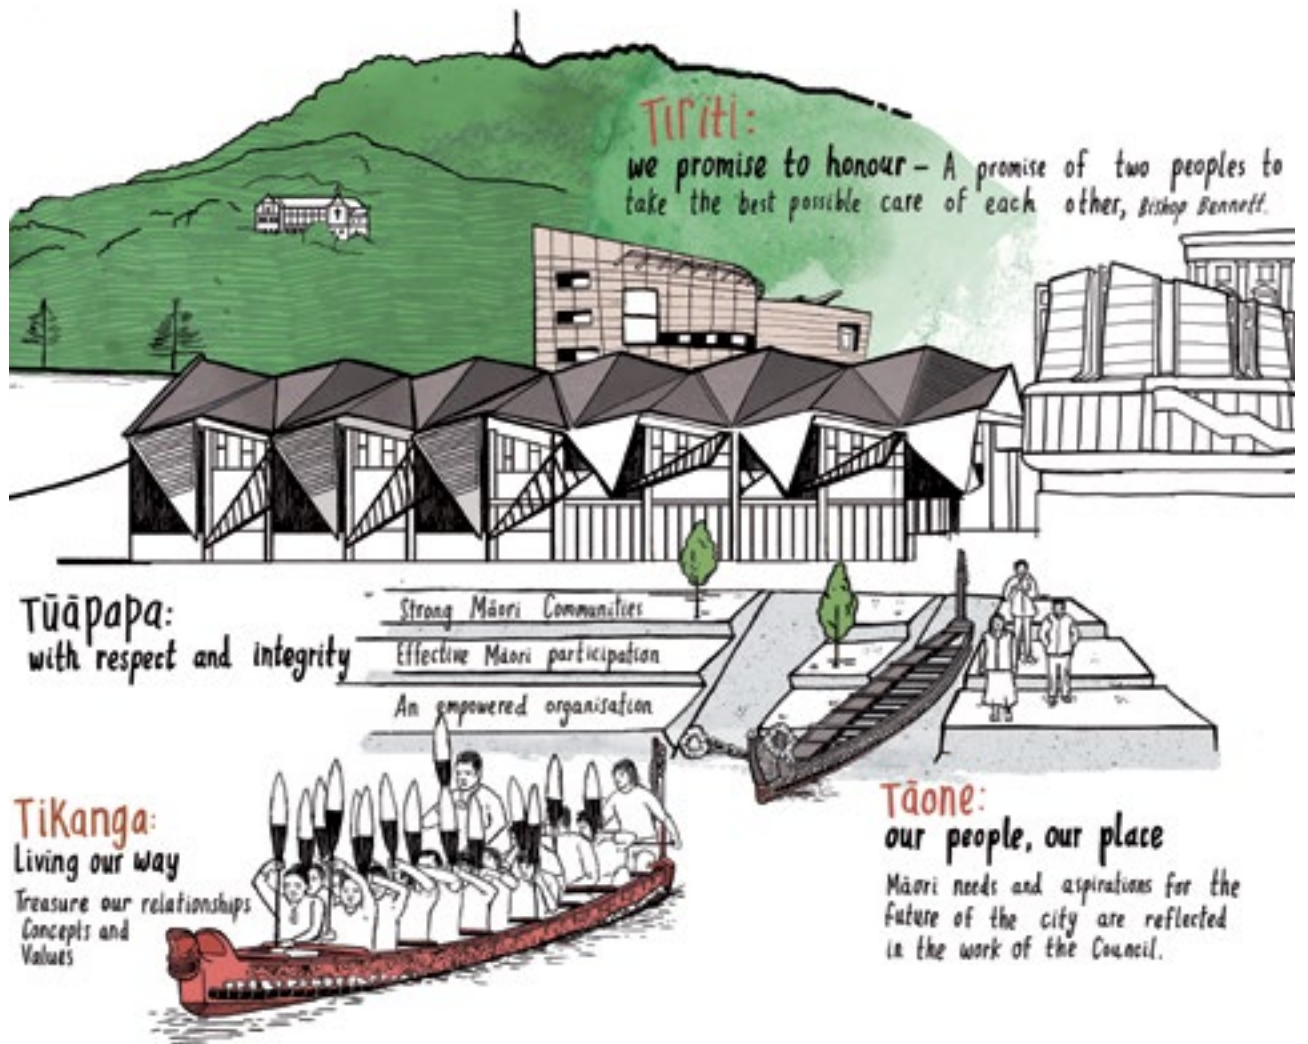 Tiriti:
we promise to honour – A promise of two peoples to
take the best possible care of each other, Bishop Bennett.
Tūāpapa:
with respect and integrity
Strong Māori Communities
Effective Māori participation
An empowered organisation
Tikanga:
Living our way
Treasure our relationships
Concepts and
Values
Tāone:
our people, our place
Māori needs and aspirations for the
future of the city are reflected
in the work of the Council.